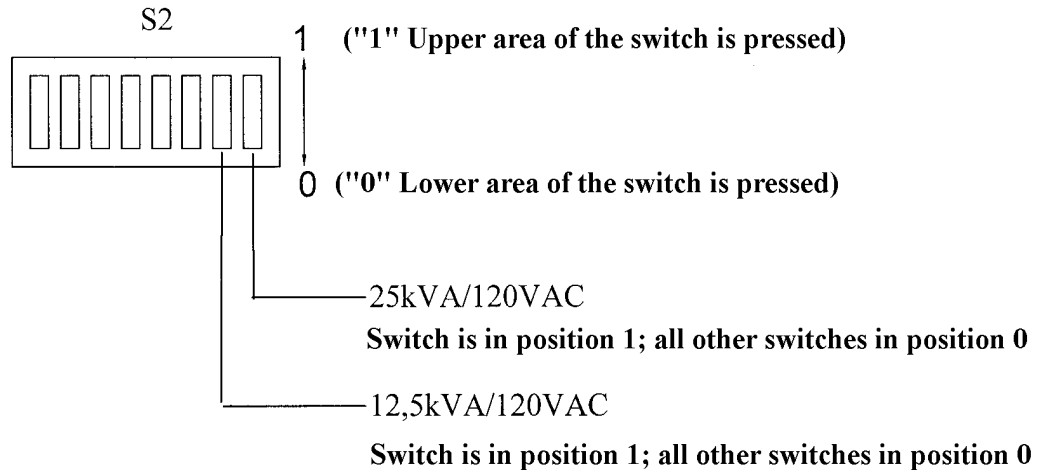 S2
1 ("1" Upper area of the switch is pressed)
0 ("0" Lower area of the switch is pressed)
25kVA/120VAC
Switch is in position 1; all other switches in position 0
12,5kVA/120VAC
Switch is in position 1; all other switches in position 0